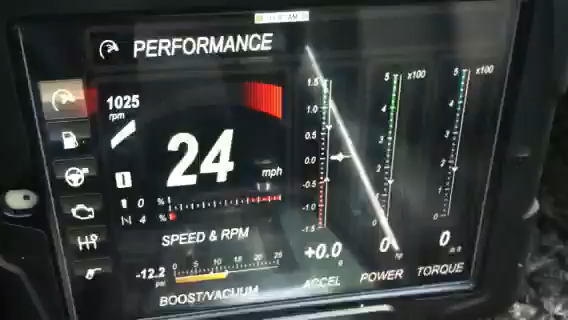 PERFORMANCE
1025
rpm
24
mph
0 %
N 4 %
SPEED & RPM
-12.2
psi
0 5 10 15 20 25
BOOST/VACUUM
1.5
1.0
0.5
0.0
-0.5
-1.0
-1.5
+0.0
g
ACCEL
5 x100
4
3
2
1
0
0
hp
POWER
5 x100
4
3
2
1
0
0
TORQUE